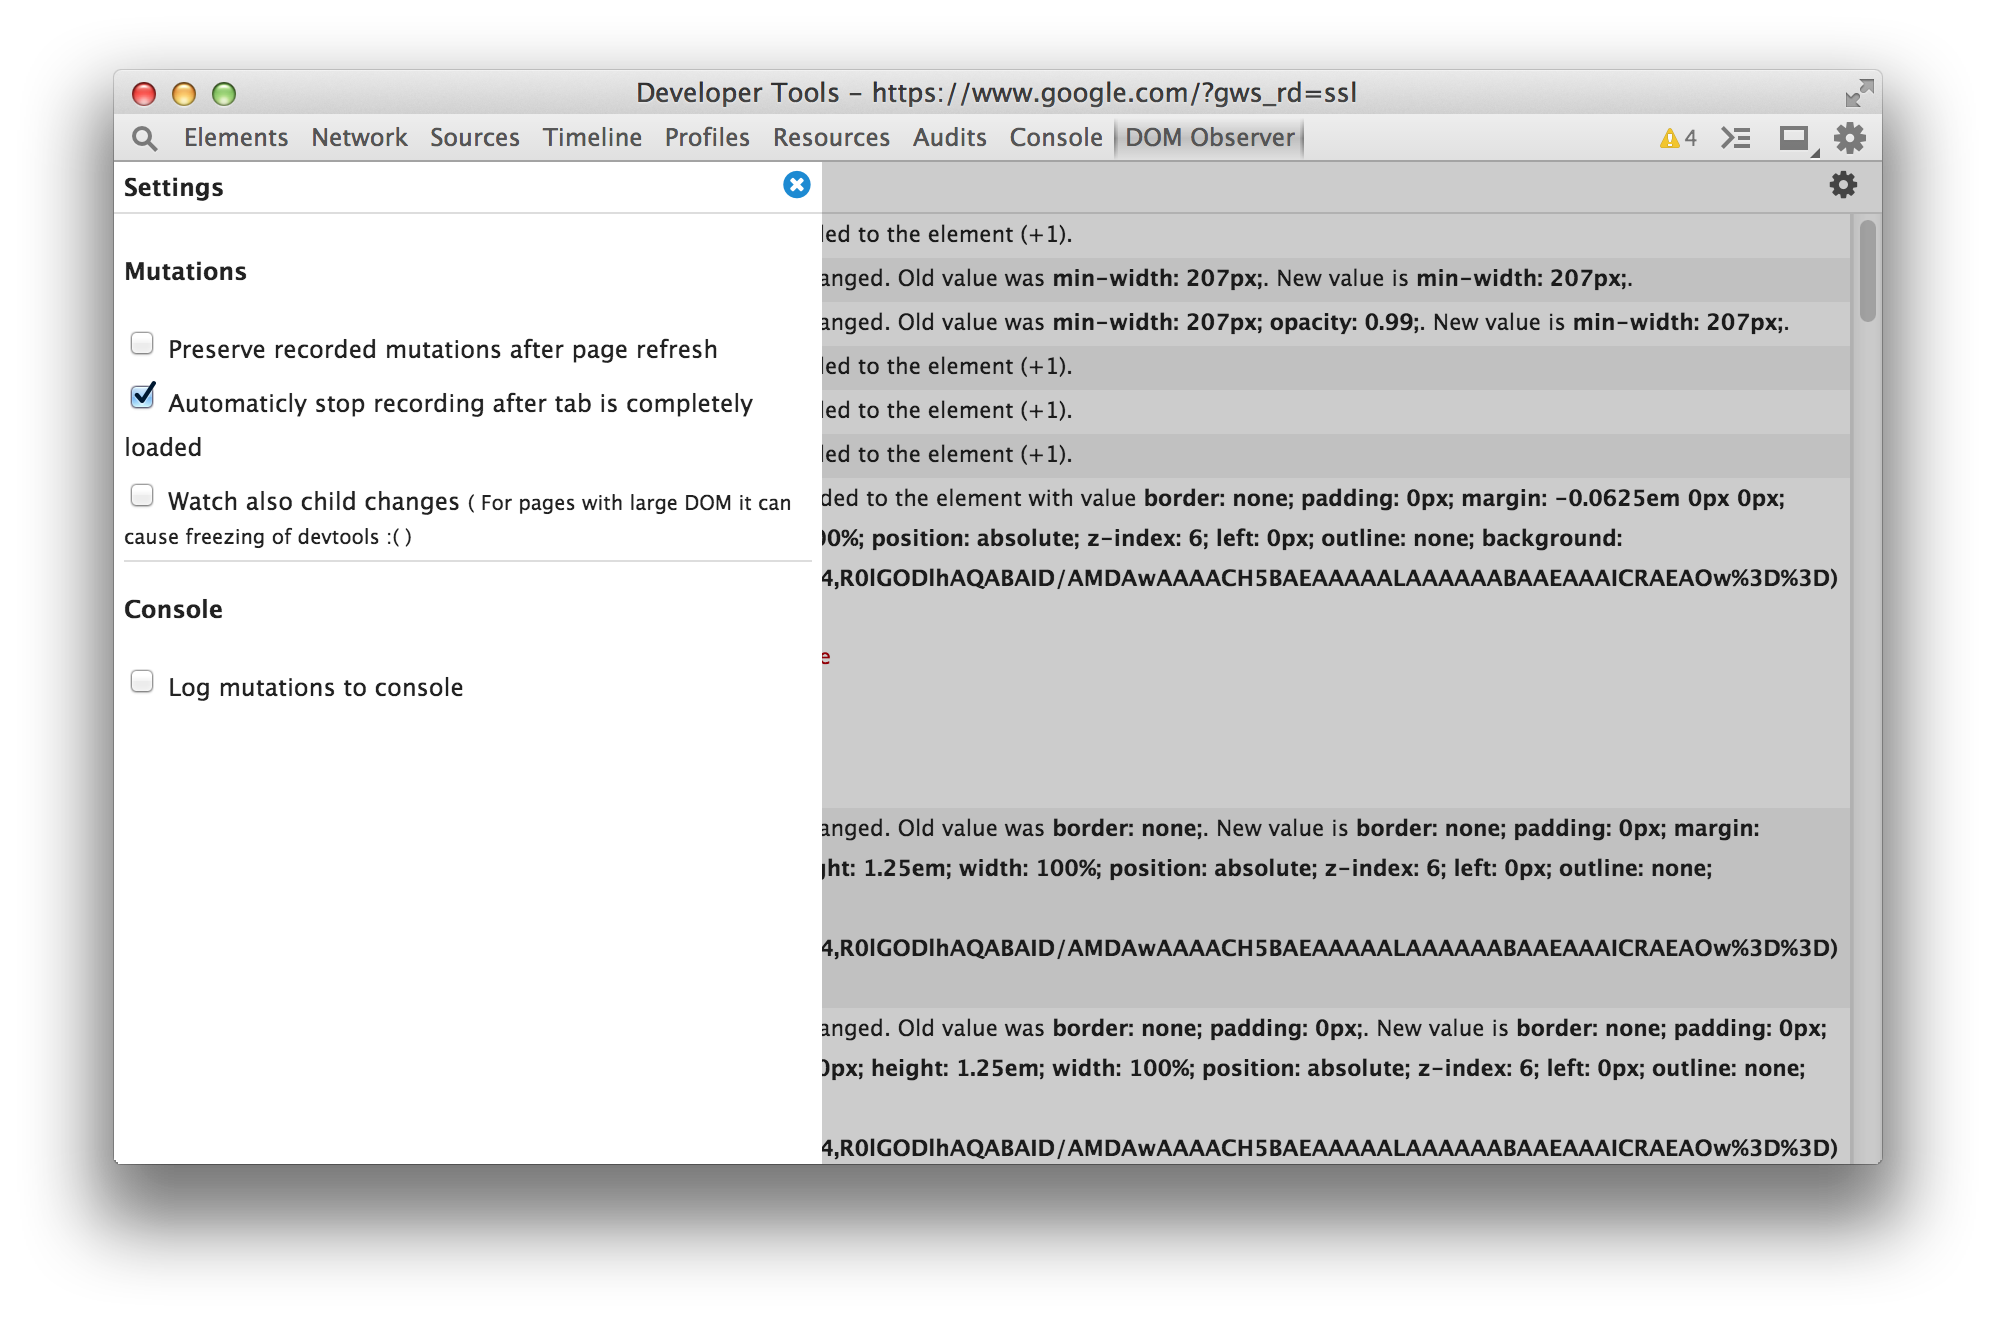 Developer Tools – https://www.google.com/?gws_rd=ssl
Elements Network Sources Timeline Profiles Resources Audits Console DOM Observer 4
Settings
Mutations
Preserve recorded mutations after page refresh
Automaticly stop recording after tab is completely
loaded
Watch also child changes ( For pages with large DOM it can
cause freezing of devtools :( )
Console
Log mutations to console
led to the element (+1).
anged. Old value was min-width: 207px;. New value is min-width: 207px;.
anged. Old value was min-width: 207px; opacity: 0.99;. New value is min-width: 207px;.
led to the element (+1).
led to the element (+1).
led to the element (+1).
ded to the element with value border: none; padding: 0px; margin: -0.0625em 0px 0px;
00%; position: absolute; z-index: 6; left: 0px; outline: none; background:
4,R0lGODlhAQABAID/AMDAwAAAACH5BAEAAAAALAAAAAABAAEAAAICRAEAOw%3D%3D)
e
anged. Old value was border: none;. New value is border: none; padding: 0px; margin:
ght: 1.25em; width: 100%; position: absolute; z-index: 6; left: 0px; outline: none;
4,R0lGODlhAQABAID/AMDAwAAAACH5BAEAAAAALAAAAAABAAEAAAICRAEAOw%3D%3D)
anged. Old value was border: none; padding: 0px;. New value is border: none; padding: 0px;
0px; height: 1.25em; width: 100%; position: absolute; z-index: 6; left: 0px; outline: none;
4,R0lGODlhAQABAID/AMDAwAAAACH5BAEAAAAALAAAAAABAAEAAAICRAEAOw%3D%3D)